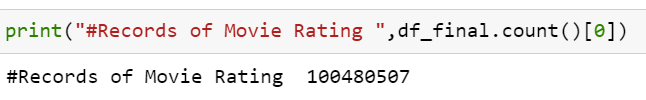 print("#Records of Movie Rating ",df_final.count()[0])
#Records of Movie Rating  100480507